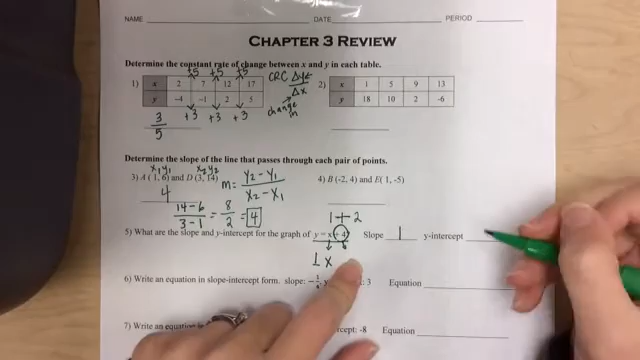 NAME DATE PERIOD
CHAPTER 3 REVIEW
Determine the constant rate of change between x and y in each table.
+5 +5 +5
1) x 2 7 12 17
y -4 -1 2 5
+3 +3 +3
3
5
CRC Δy
Δx
change in
2) x 1 5 9 13
y 18 10 2 -6
Determine the slope of the line that passes through each pair of points.
x1 y1 x2 y2
3) A ( 1, 6) and D (3, 14)
4
m = y2 - y1
x2 - x1
14-6 = 8 = 4
3-1 2
4) B (-2, 4) and E( 1, -5)
1+2
5) What are the slope and y-intercept for the graph of y = x + 4? Slope 1 y-intercept
1x
6) Write an equation in slope-intercept form. slope: 3 Equation
7) Write an equation in -8 Equation